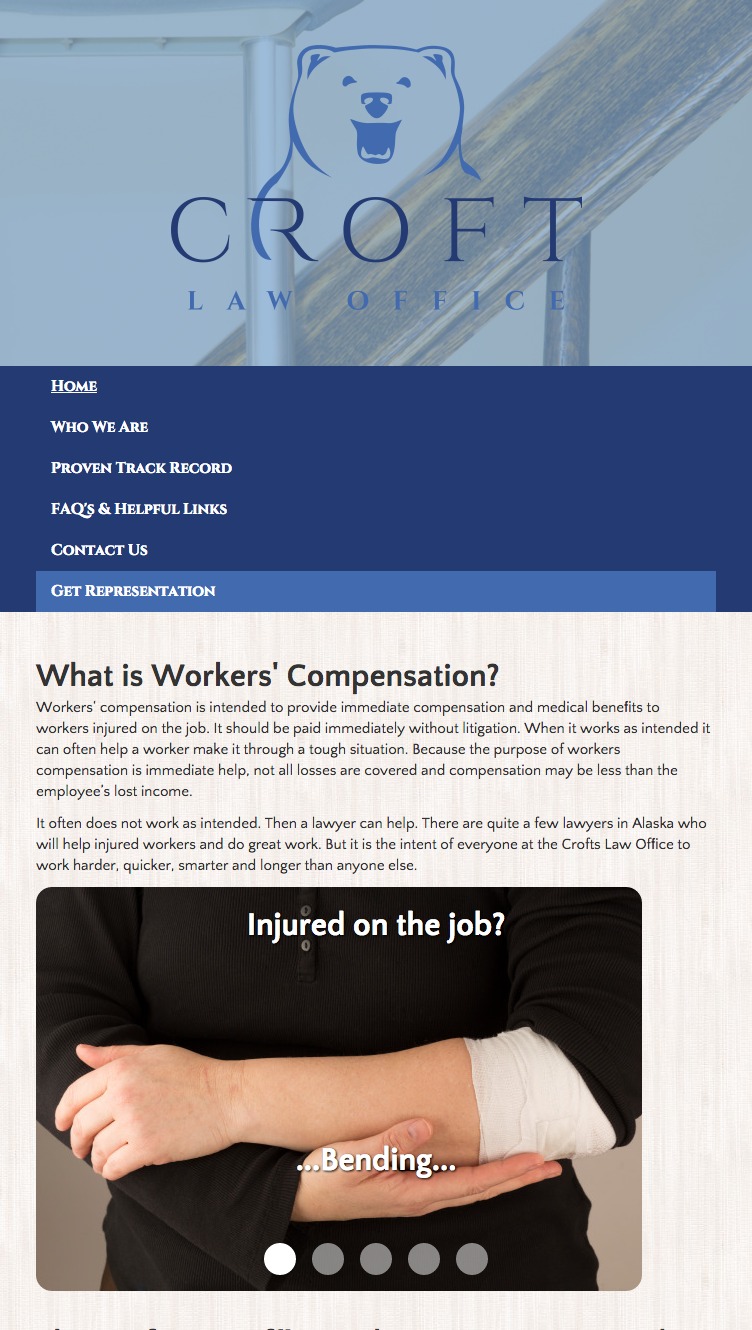 CROFT
LAW OFFICE
Home
Who We Are
Proven Track Record
FAQ's & Helpful Links
Contact Us
Get Representation
What is Workers' Compensation?
Workers’ compensation is intended to provide immediate compensation and medical benefits to
workers injured on the job. It should be paid immediately without litigation. When it works as intended it
can often help a worker make it through a tough situation. Because the purpose of workers
compensation is immediate help, not all losses are covered and compensation may be less than the
employee’s lost income.
It often does not work as intended. Then a lawyer can help. There are quite a few lawyers in Alaska who
will help injured workers and do great work. But it is the intent of everyone at the Crofts Law Office to
work harder, quicker, smarter and longer than anyone else.
Injured on the job?
...Bending...